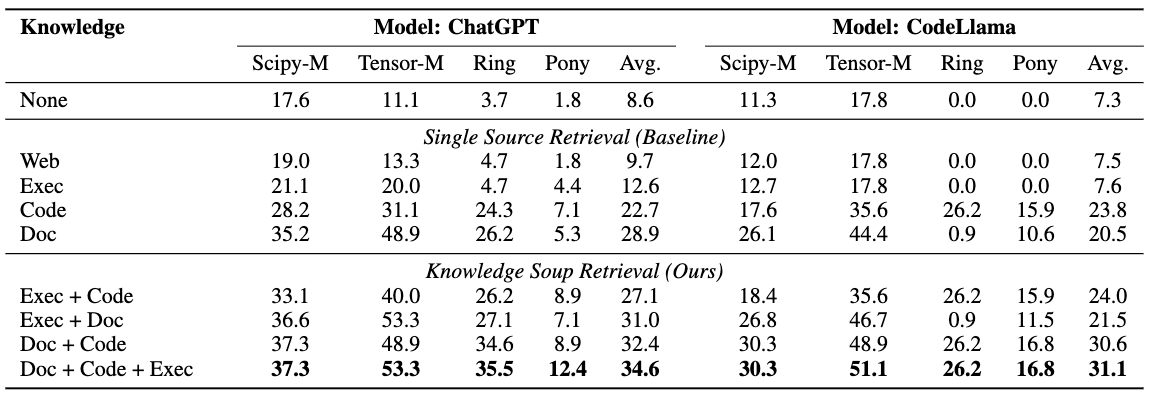 Knowledge Model: ChatGPT Model: CodeLlama
Scipy-M Tensor-M Ring Pony Avg. Scipy-M Tensor-M Ring Pony Avg.
None 17.6 11.1 3.7 1.8 8.6 11.3 17.8 0.0 0.0 7.3
Single Source Retrieval (Baseline)
Web 19.0 13.3 4.7 1.8 9.7 12.0 17.8 0.0 0.0 7.5
Exec 21.1 20.0 4.7 4.4 12.6 12.7 17.8 0.0 0.0 7.6
Code 28.2 31.1 24.3 7.1 22.7 17.6 35.6 26.2 15.9 23.8
Doc 35.2 48.9 26.2 5.3 28.9 26.1 44.4 0.9 10.6 20.5
Knowledge Soup Retrieval (Ours)
Exec + Code 33.1 40.0 26.2 8.9 27.1 18.4 35.6 26.2 15.9 24.0
Exec + Doc 36.6 53.3 27.1 7.1 31.0 26.8 46.7 0.9 11.5 21.5
Doc + Code 37.3 48.9 34.6 8.9 32.4 30.3 48.9 26.2 16.8 30.6
Doc + Code + Exec 37.3 53.3 35.5 12.4 34.6 30.3 51.1 26.2 16.8 31.1